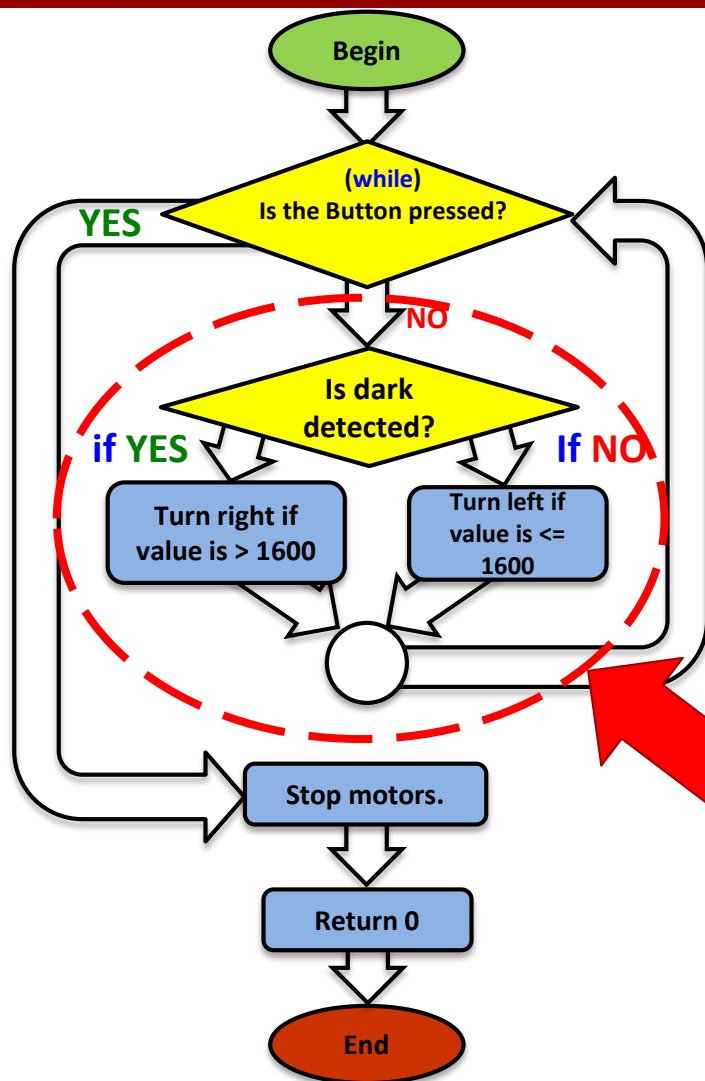 Begin
(while)
Is the Button pressed?
YES
NO
Is dark
detected?
if YES
If NO
Turn right if
value is > 1600
Turn left if
value is <=
1600
Stop motors.
Return 0
End